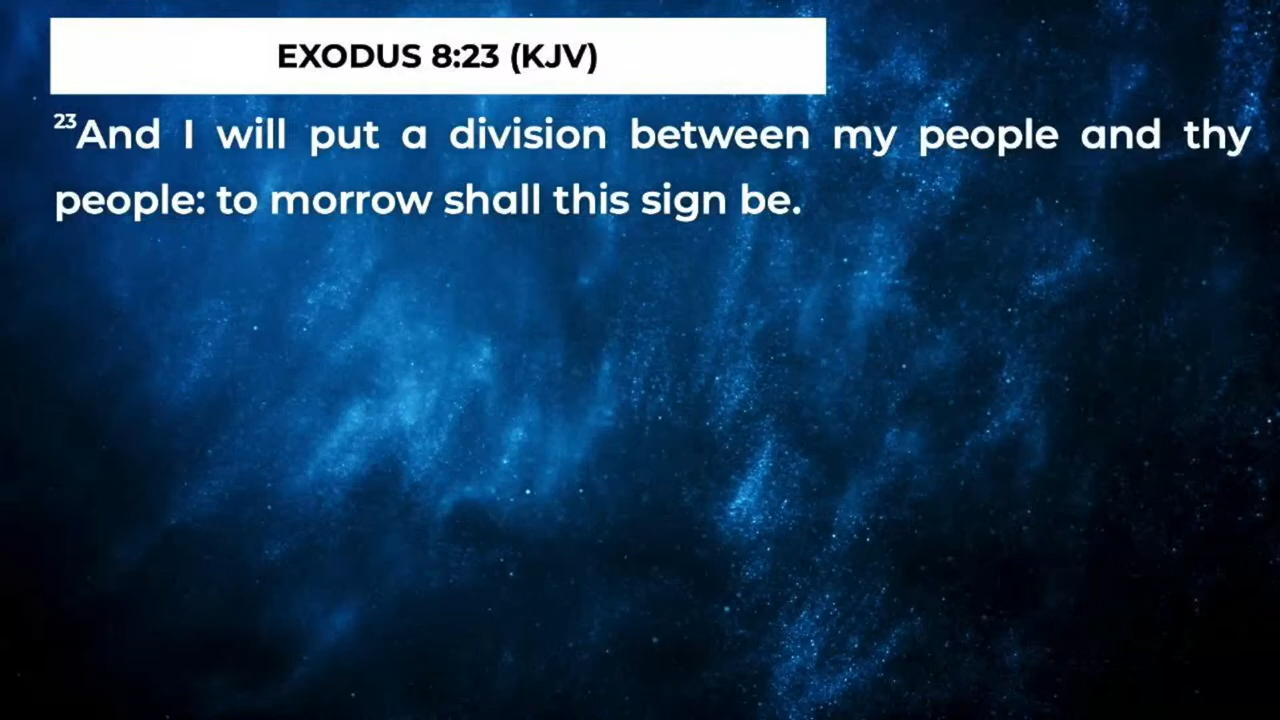 EXODUS 8:23 (KJV)
23And I will put a division between my people and thy
people: to morrow shall this sign be.